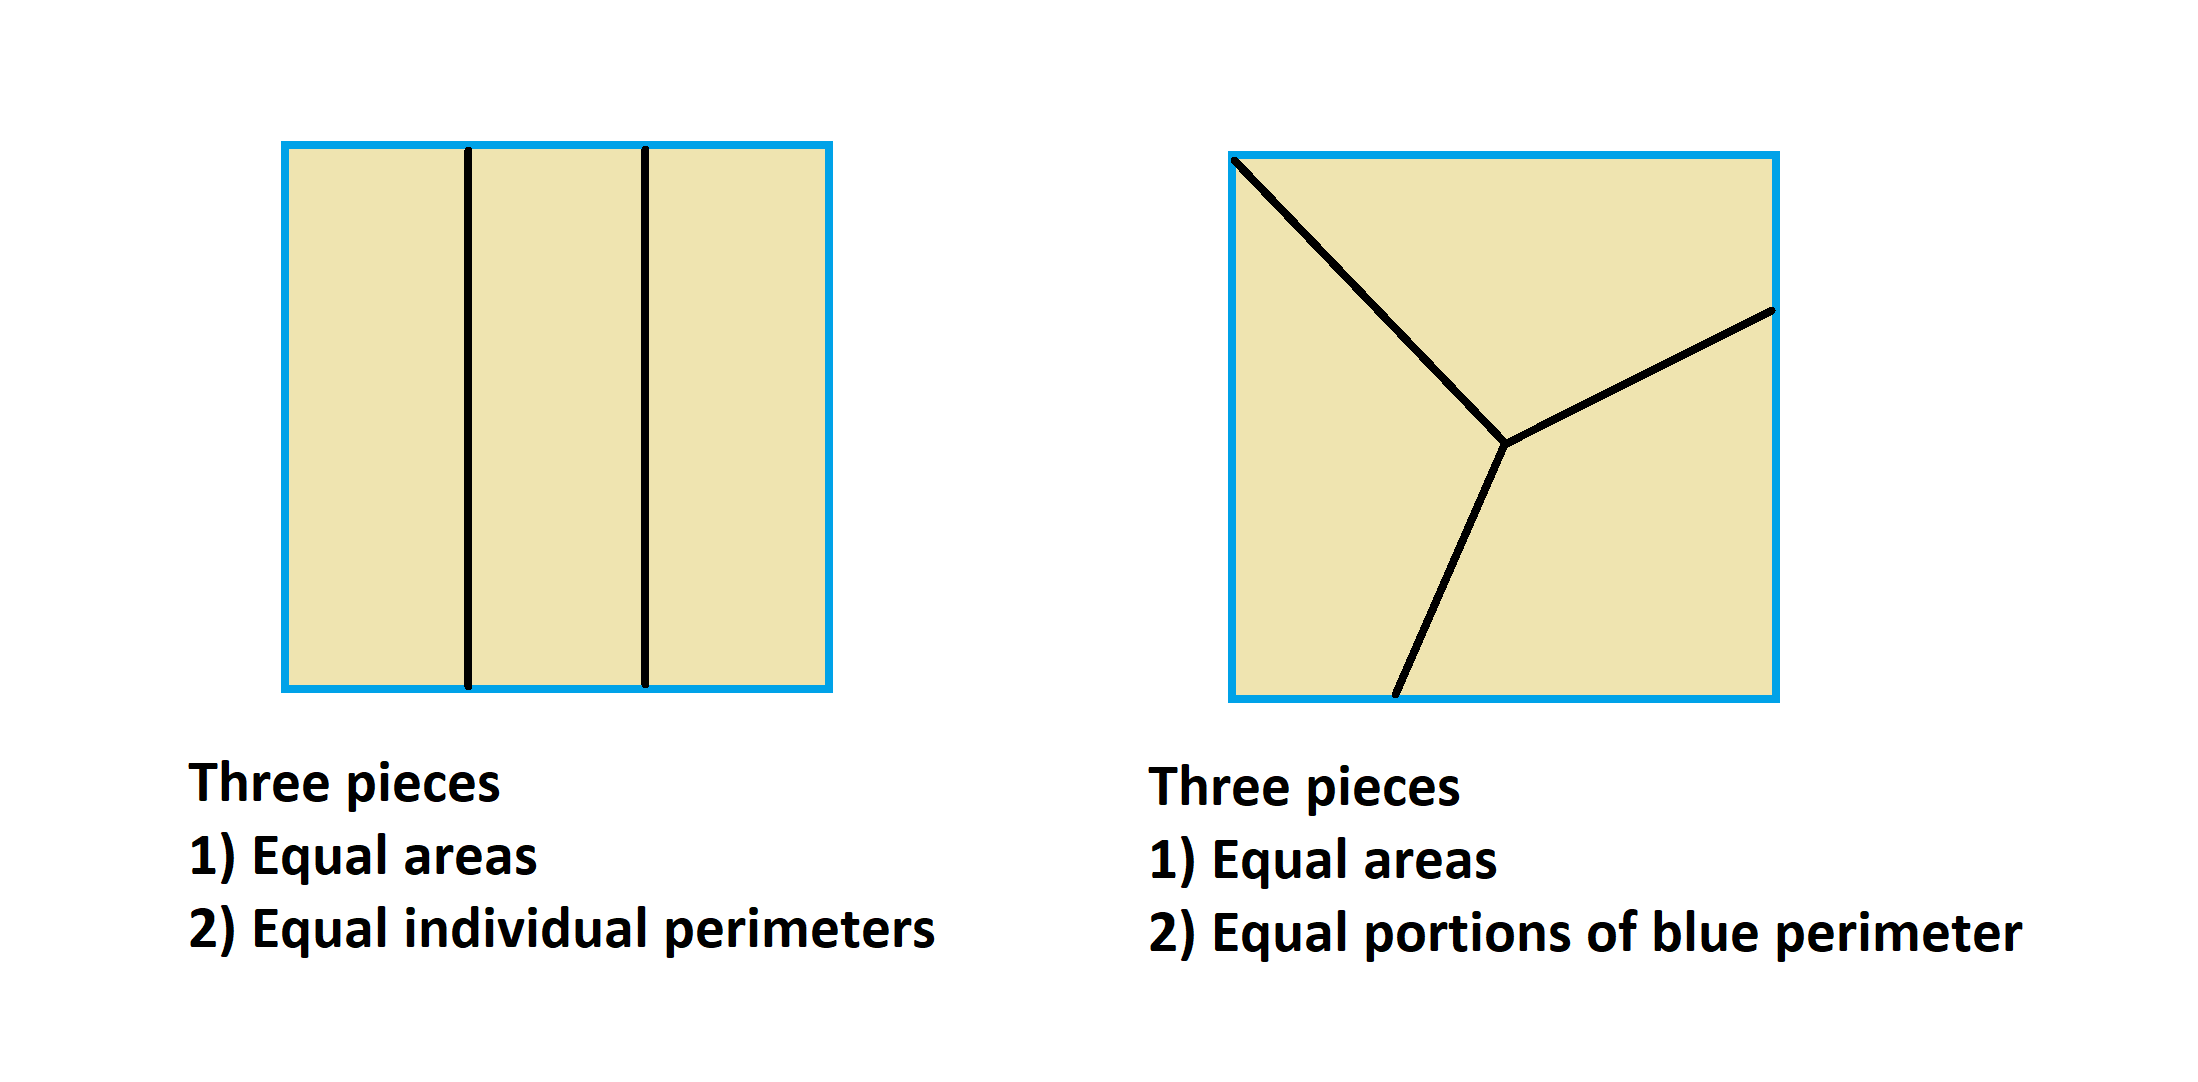 Three pieces
1) Equal areas
2) Equal individual perimeters
Three pieces
1) Equal areas
2) Equal portions of blue perimeter